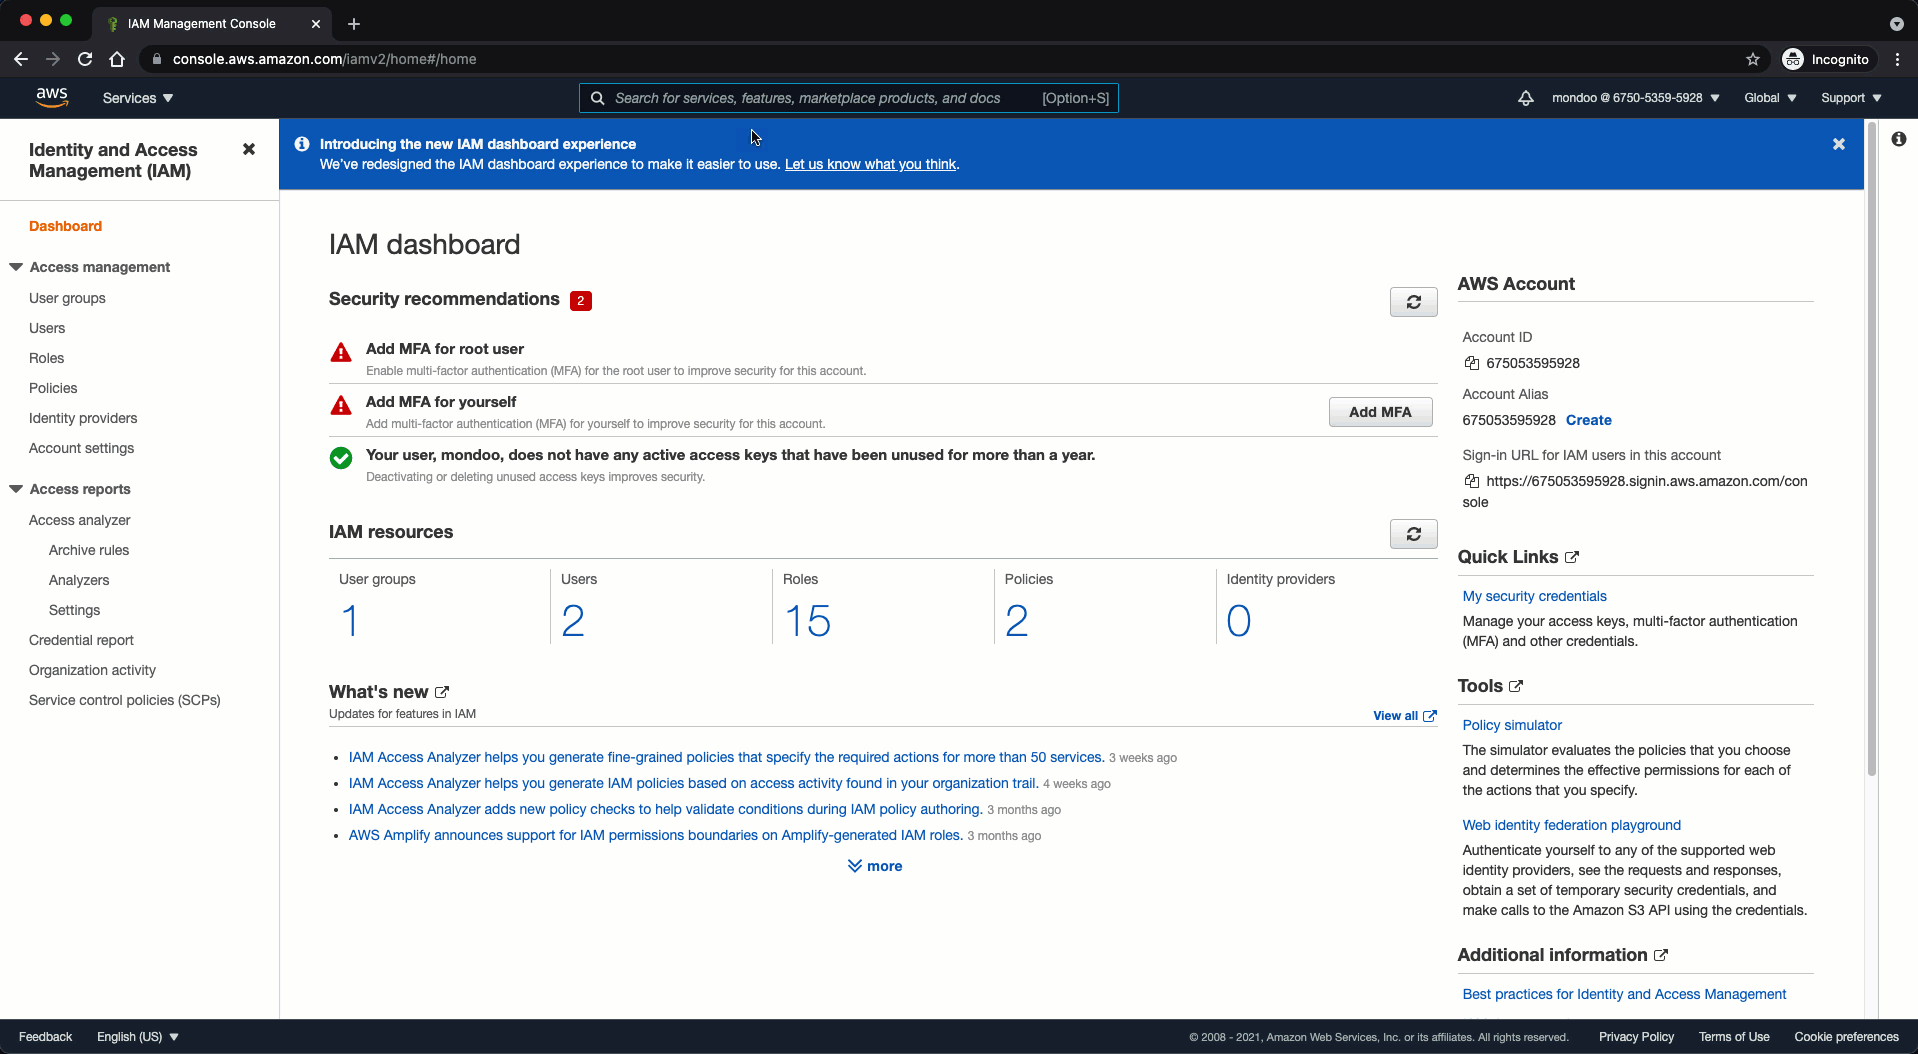 IAM Management Console
console.aws.amazon.com/iamv2/home#/home
Incognito
aws
Services
Search for services, features, marketplace products, and docs
[Option+S]
mondoo @ 6750-5359-5928
Global
Support
Identity and Access
Management (IAM)
Introducing the new IAM dashboard experience
We've redesigned the IAM dashboard experience to make it easier to use. Let us know what you think.
Dashboard
Access management
User groups
Users
Roles
Policies
Identity providers
Account settings
Access reports
Access analyzer
Archive rules
Analyzers
Settings
Credential report
Organization activity
Service control policies (SCPs)
IAM dashboard
Security recommendations 2
Add MFA for root user
Enable multi-factor authentication (MFA) for the root user to improve security for this account.
Add MFA for yourself
Add multi-factor authentication (MFA) for yourself to improve security for this account.
Add MFA
Your user, mondoo, does not have any active access keys that have been unused for more than a year.
Deactivating or deleting unused access keys improves security.
IAM resources
User groups
1
Users
2
Roles
15
Policies
2
Identity providers
0
What's new
Updates for features in IAM
View all
IAM Access Analyzer helps you generate fine-grained policies that specify the required actions for more than 50 services. 3 weeks ago
IAM Access Analyzer helps you generate IAM policies based on access activity found in your organization trail. 4 weeks ago
IAM Access Analyzer adds new policy checks to help validate conditions during IAM policy authoring. 3 months ago
AWS Amplify announces support for IAM permissions boundaries on Amplify-generated IAM roles. 3 months ago
more
AWS Account
Account ID
675053595928
Account Alias
675053595928 Create
Sign-in URL for IAM users in this account
https://675053595928.signin.aws.amazon.com/con
sole
Quick Links
My security credentials
Manage your access keys, multi-factor authentication
(MFA) and other credentials.
Tools
Policy simulator
The simulator evaluates the policies that you choose
and determines the effective permissions for each of
the actions that you specify.
Web identity federation playground
Authenticate yourself to any of the supported web
identity providers, see the requests and responses,
obtain a set of temporary security credentials, and
make calls to the Amazon S3 API using the credentials.
Additional information
Best practices for Identity and Access Management
Feedback
English (US)
© 2008 - 2021, Amazon Web Services, Inc. or its affiliates. All rights reserved.
Privacy Policy
Terms of Use
Cookie preferences